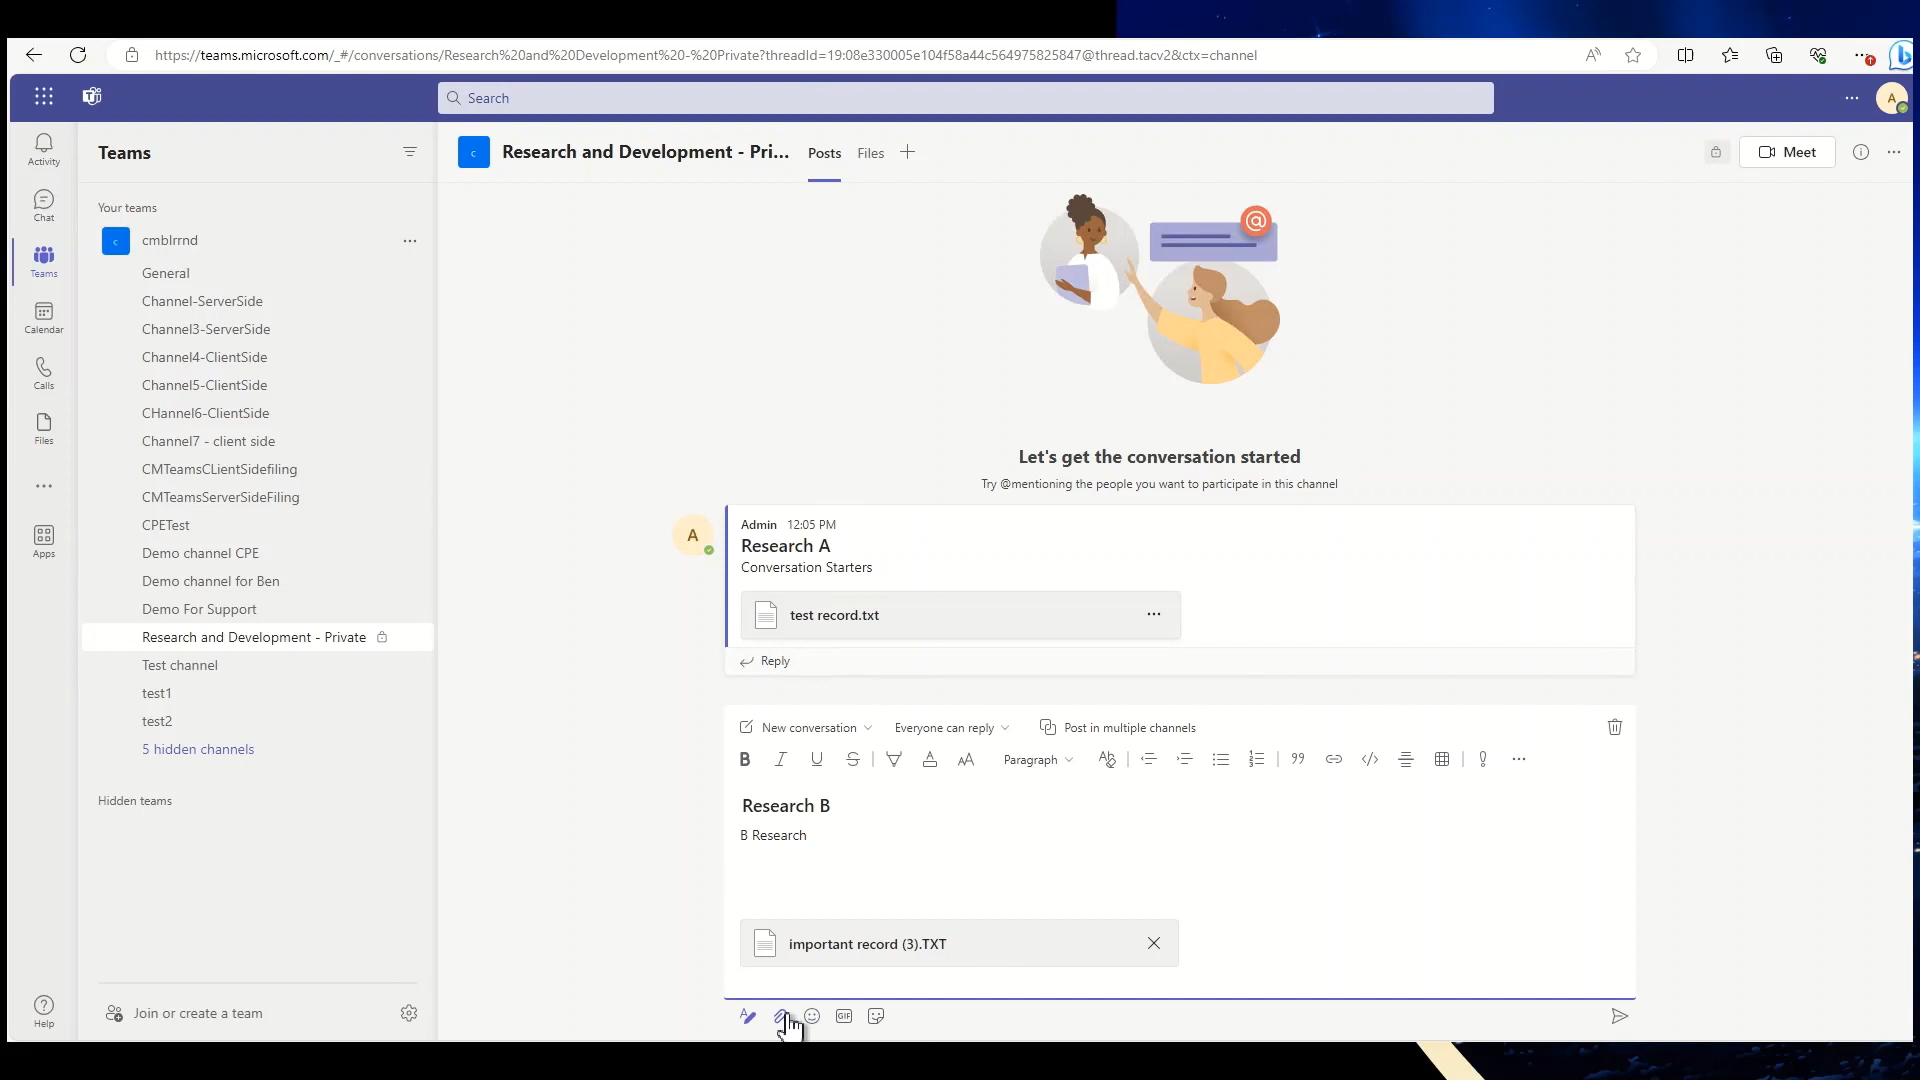 https://teams.microsoft.com/_#/conversations/Research%20and%20Development%20-%20Private?threadId=19:08e330005e104f58a44c564975825847@thread.tacv2&ctx=channel
Search
A
Activity
Chat
Teams
Calendar
Calls
Files
Apps
Help
Teams
Your teams
c cmblrrnd
General
Channel-ServerSide
Channel3-ServerSide
Channel4-ClientSide
Channel5-ClientSide
CHannel6-ClientSide
Channel7 - client side
CMTeamsCLientSidefiling
CMTeamsServerSideFiling
CPETest
Demo channel CPE
Demo channel for Ben
Demo For Support
Research and Development - Private
Test channel
test1
test2
5 hidden channels
Hidden teams
Join or create a team
c Research and Development - Pri... Posts Files
Meet
Let's get the conversation started
Try @mentioning the people you want to participate in this channel
A
Admin 12:05 PM
Research A
Conversation Starters
test record.txt
Reply
New conversation Everyone can reply Post in multiple channels
Paragraph
Research B
B Research
important record (3).TXT
GIF